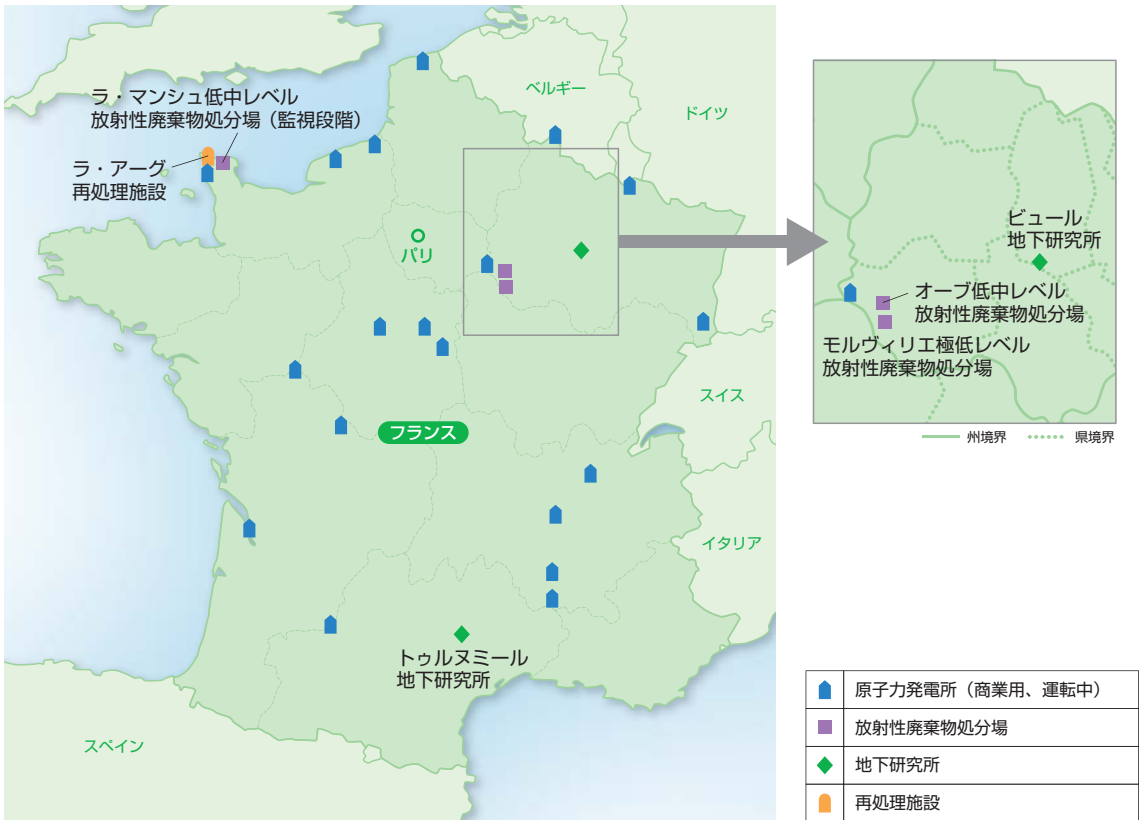 ラ・マンシュ低中レベル
放射性廃棄物処分場（監視段階）
ラ・アーグ
再処理施設
ベルギー
ドイツ
パリ
フランス
スイス
イタリア
トゥルヌミール
地下研究所
スペイン
ビュール
地下研究所
オーブ低中レベル
放射性廃棄物処分場
モルヴィリエ極低レベル
放射性廃棄物処分場
州境界
県境界
原子力発電所（商業用、運転中）
放射性廃棄物処分場
地下研究所
再処理施設